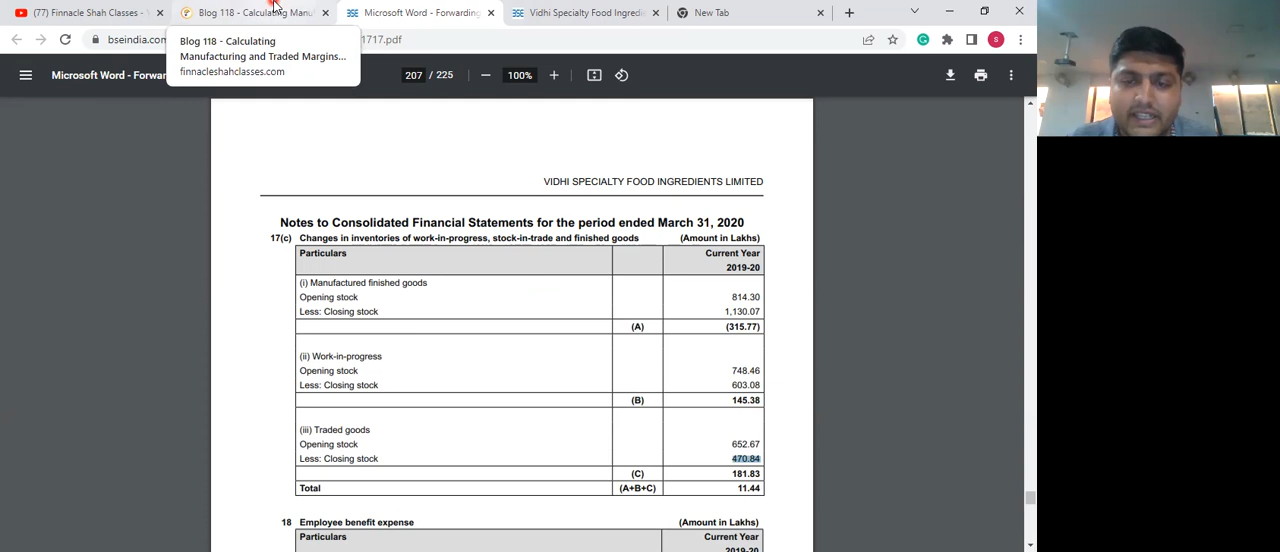 Finnacle Shah Classes -
Blog 118 - Calculating Manu
Microsoft Word - Forwarding
Vidhi Specialty Food Ingredie
New Tab
bseindia.com
1717.pdf
S
Blog 118 - Calculating
Manufacturing and Traded Margins...
finnacleshahclasses.com
Microsoft Word - Forwar
207 / 225
100%
VIDHI SPECIALTY FOOD INGREDIENTS LIMITED
Notes to Consolidated Financial Statements for the period ended March 31, 2020
17(c) Changes in inventories of work-in-progress, stock-in-trade and finished goods (Amount in Lakhs)
Particulars Current Year
2019-20
(i) Manufactured finished goods
Opening stock 814.30
Less: Closing stock 1,130.07
(A) (315.77)
(ii) Work-in-progress
Opening stock 748.46
Less: Closing stock 603.08
(B) 145.38
(iii) Traded goods
Opening stock 652.67
Less: Closing stock 470.84
(C) 181.83
Total (A+B+C) 11.44
18 Employee benefit expense (Amount in Lakhs)
Particulars Current Year
2019-20